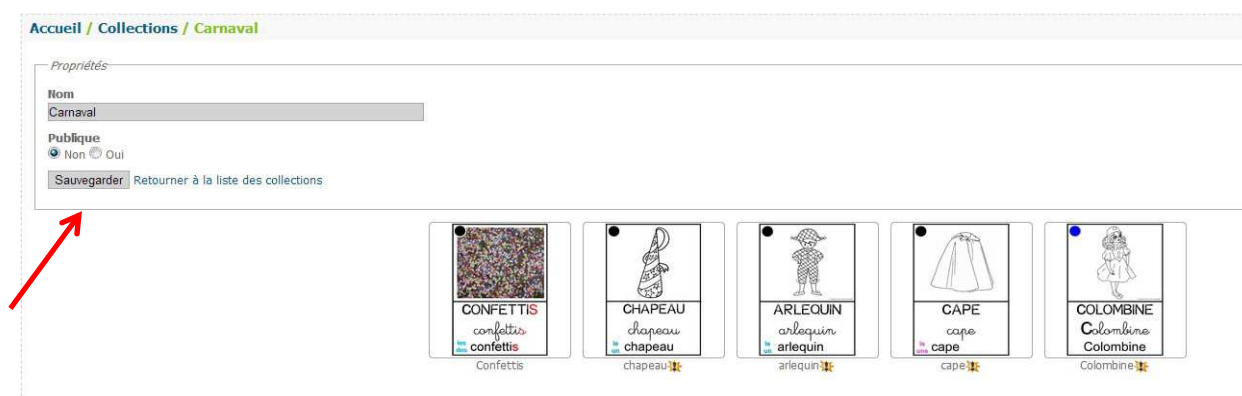 Accueil / Collections / Carnaval
Propriétés
Nom
Carnaval
Publique
Non Oui
Sauvegarder Retourner à la liste des collections
CONFETTIS
confettis
les
des confettis
Confettis
CHAPEAU
chapeau
le
un chapeau
chapeau
ARLEQUIN
arlequin
le
un arlequin
arlequin
CAPE
cape
la
une cape
cape
COLOMBINE
Colombine
Colombine
Colombine